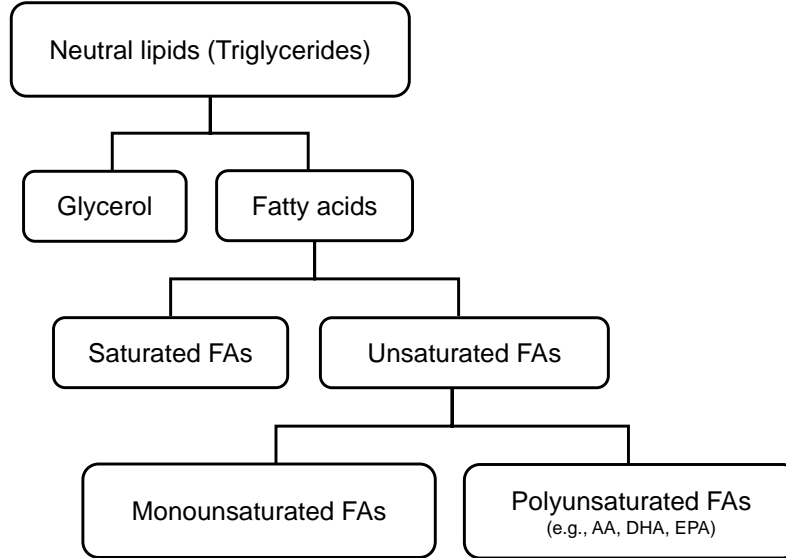 Neutral lipids (Triglycerides)
Glycerol
Fatty acids
Saturated FAs
Unsaturated FAs
Monounsaturated FAs
Polyunsaturated FAs
(e.g., AA, DHA, EPA)